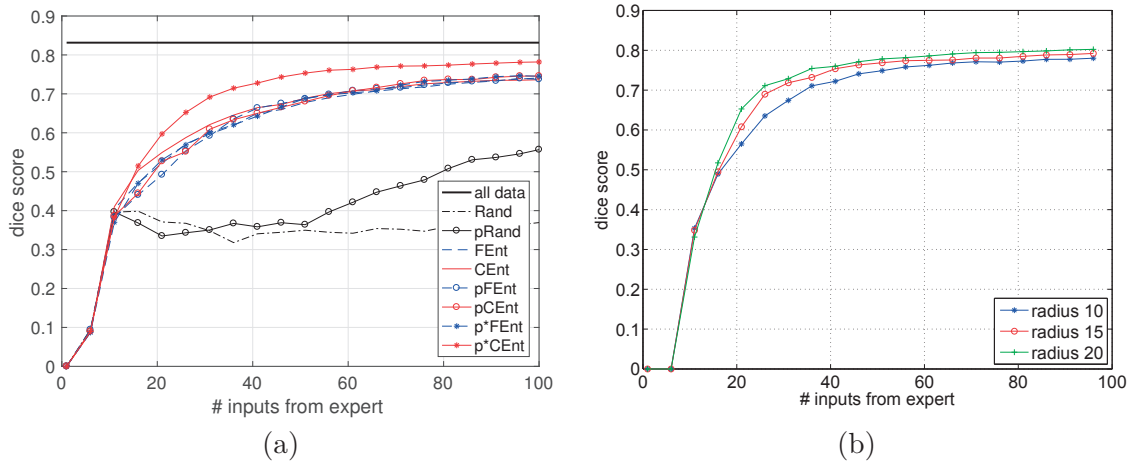 0.9
0.8
0.7
0.6
0.5
0.4
0.3
0.2
0.1
0
dice score
0 20 40 60 80 100
# inputs from expert
all data
Rand
pRand
FEnt
CEnt
pFEnt
pCEnt
p*FEnt
p*CEnt
(a)
0.9
0.8
0.7
0.6
0.5
0.4
0.3
0.2
0.1
0
dice score
0 20 40 60 80 100
# inputs from expert
radius 10
radius 15
radius 20
(b)